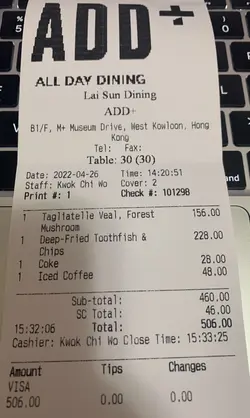 ADD+
ALL DAY DINING
Lai Sun Dining
ADD+
B1/F, M+ Museum Drive, West Kowloon, Hong
Kong
Tel: Fax:
Table: 30 (30)
Date: 2022-04-26 Time: 14:20:51
Staff: Kwok Chi Wo Cover: 2
Print #: 1 Check #: 101298
1 Tagliatelle Veal, Forest 156.00
Mushroom
1 Deep-Fried Toothfish & 228.00
Chips
1 Coke 28.00
1 Iced Coffee 48.00
Sub-total: 460.00
SC Total: 46.00
15:32:06 Total: 506.00
Cashier: Kwok Chi Wo Close Time: 15:33:25
Amount Tips Changes
VISA
506.00 0.00 0.00